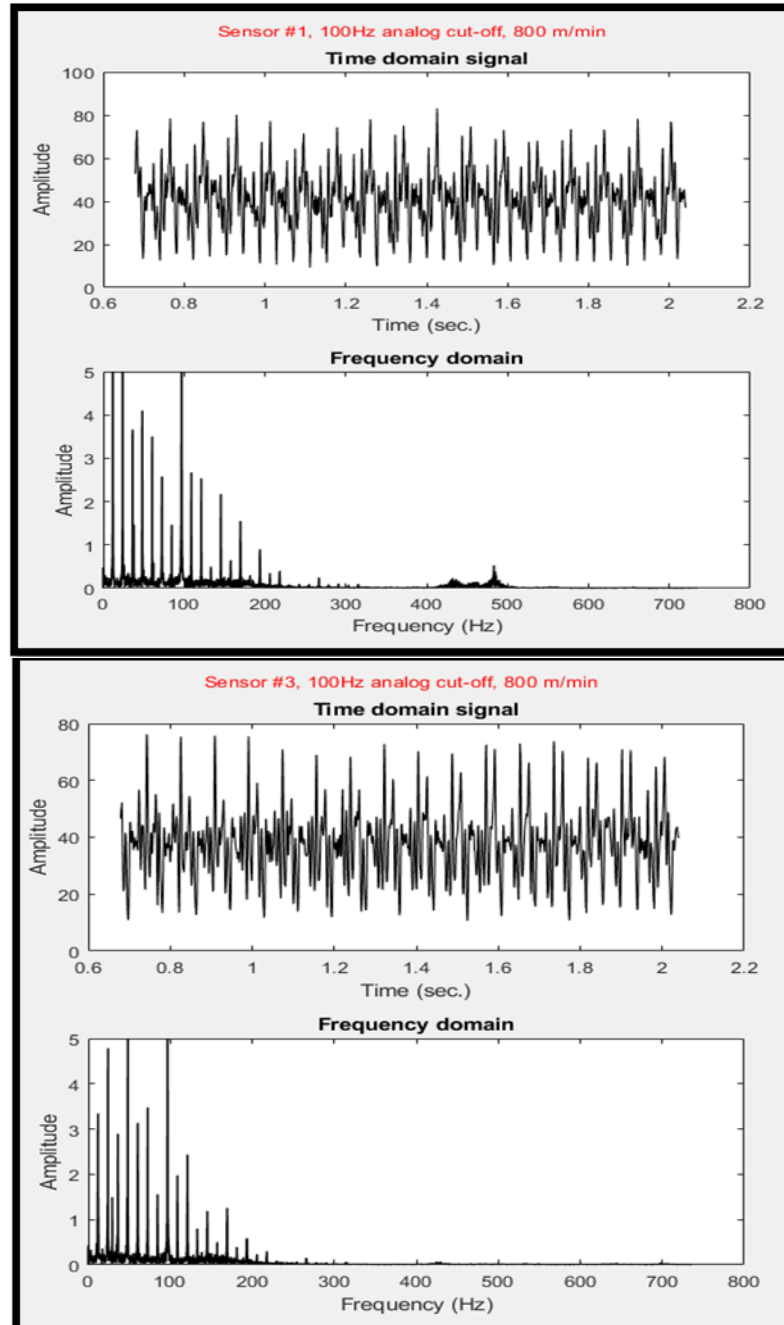 Sensor #1, 100Hz analog cut-off, 800 m/min
Time domain signal
Amplitude
100
80
60
40
20
0
0.6 0.8 1 1.2 1.4 1.6 1.8 2 2.2
Time (sec.)
Frequency domain
Amplitude
5
4
3
2
1
0
0 100 200 300 400 500 600 700 800
Frequency (Hz)
Sensor #3, 100Hz analog cut-off, 800 m/min
Time domain signal
Amplitude
80
60
40
20
0
0.6 0.8 1 1.2 1.4 1.6 1.8 2 2.2
Time (sec.)
Frequency domain
Amplitude
5
4
3
2
1
0
0 100 200 300 400 500 600 700 800
Frequency (Hz)